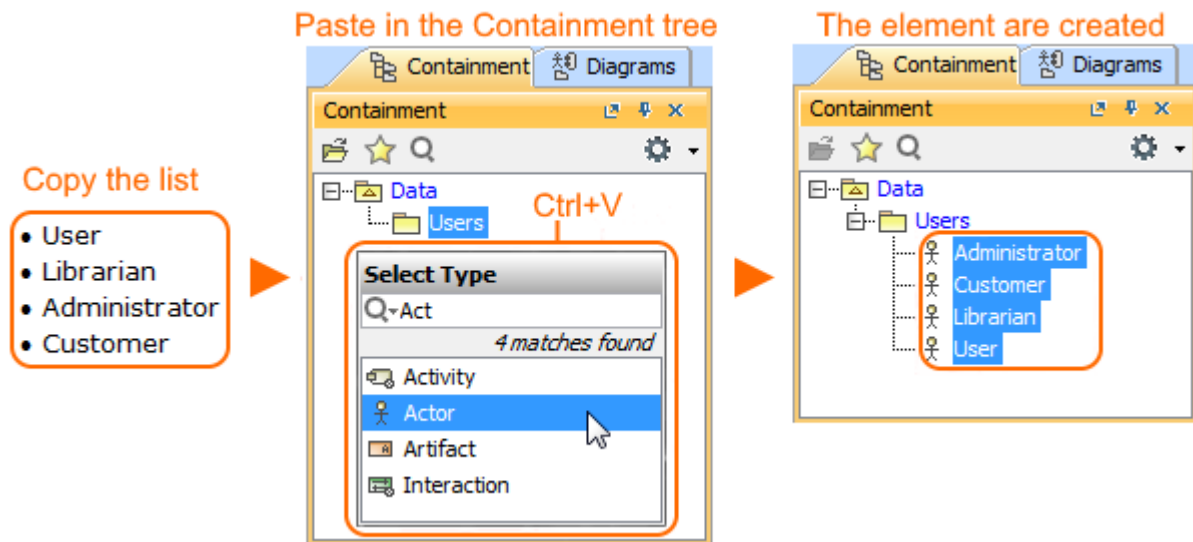 Copy the list
• User
• Librarian
• Administrator
• Customer
Paste in the Containment tree
Containment Diagrams
Containment
Data
Users
Ctrl+V
Select Type
Act
4 matches found
Activity
Actor
Artifact
Interaction
The element are created
Containment Diagrams
Containment
Data
Users
Administrator
Customer
Librarian
User